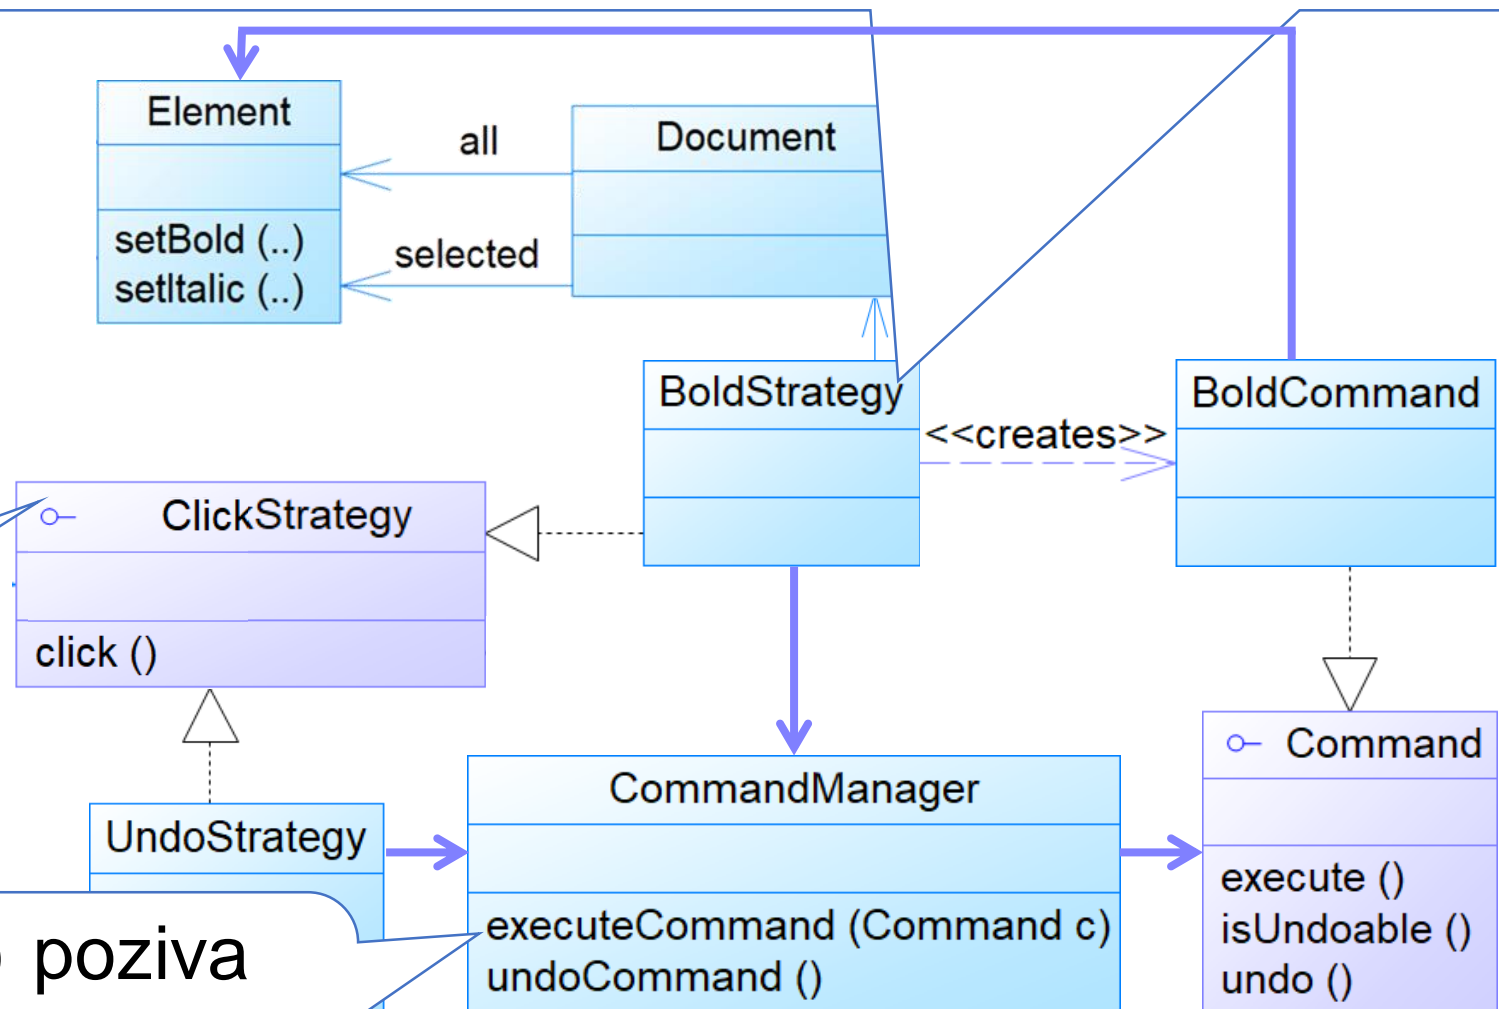 Element
setBold (..)
setItalic (..)
all
selected
Document
BoldStrategy
<<creates>>
BoldCommand
ClickStrategy
click ()
UndoStrategy
CommandManager
executeCommand (Command c)
undoCommand ()
Command
execute ()
isUndoable ()
undo ()
poziva